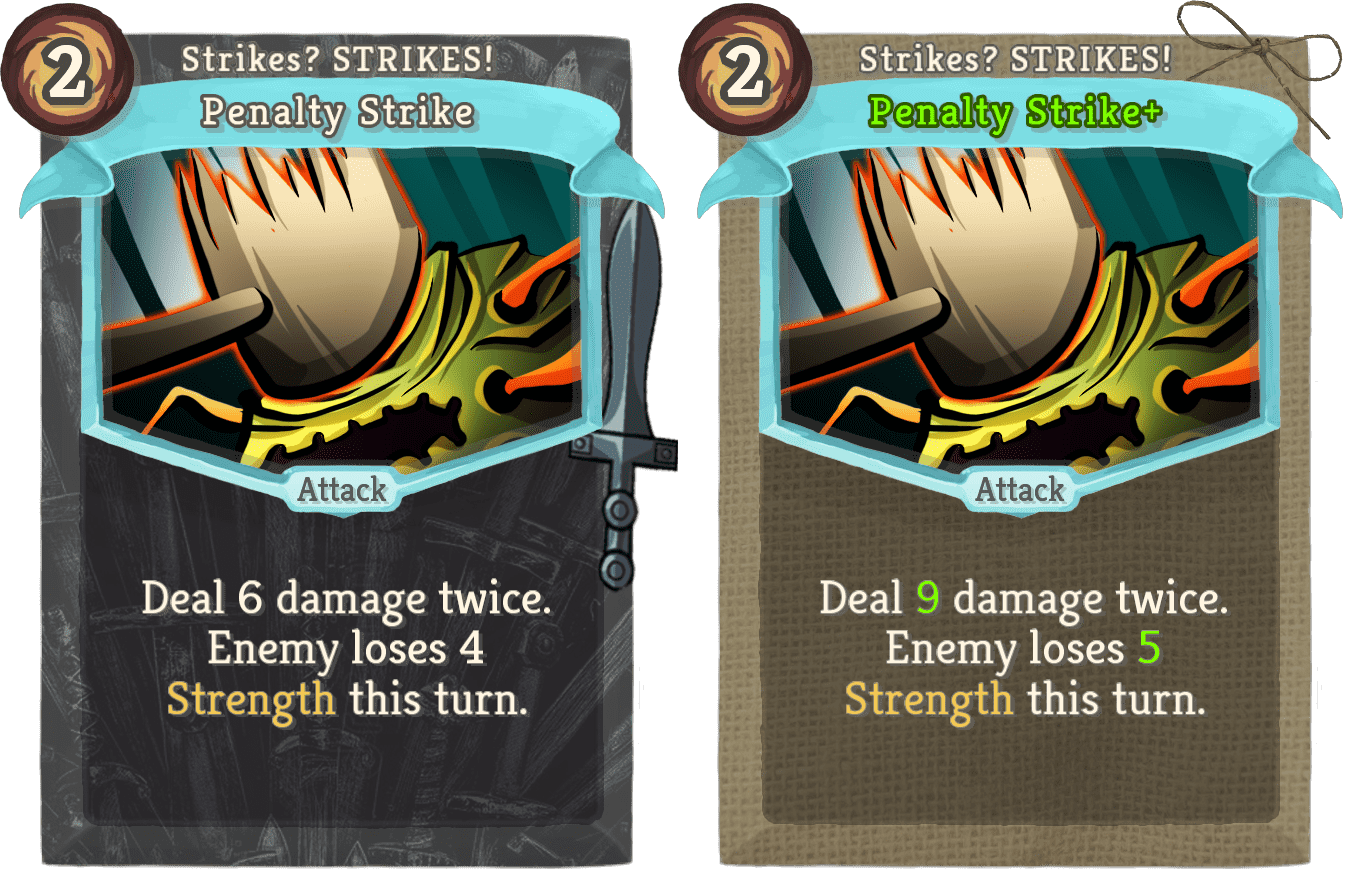 2
Strikes? STRIKES!
Penalty Strike
Attack
Deal 6 damage twice.
Enemy loses 4
Strength this turn.
2
Strikes? STRIKES!
Penalty Strike+
Attack
Deal 9 damage twice.
Enemy loses 5
Strength this turn.